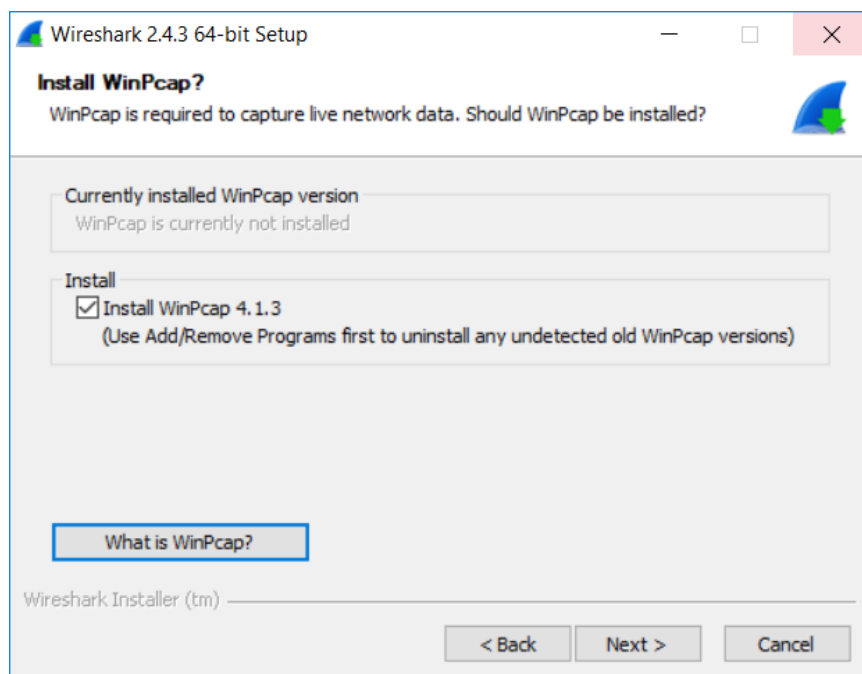 Wireshark 2.4.3 64-bit Setup
Install WinPcap?
WinPcap is required to capture live network data. Should WinPcap be installed?
Currently installed WinPcap version
WinPcap is currently not installed
Install
Install WinPcap 4.1.3
(Use Add/Remove Programs first to uninstall any undetected old WinPcap versions)
What is WinPcap?
Wireshark Installer (tm)
< Back Next > Cancel